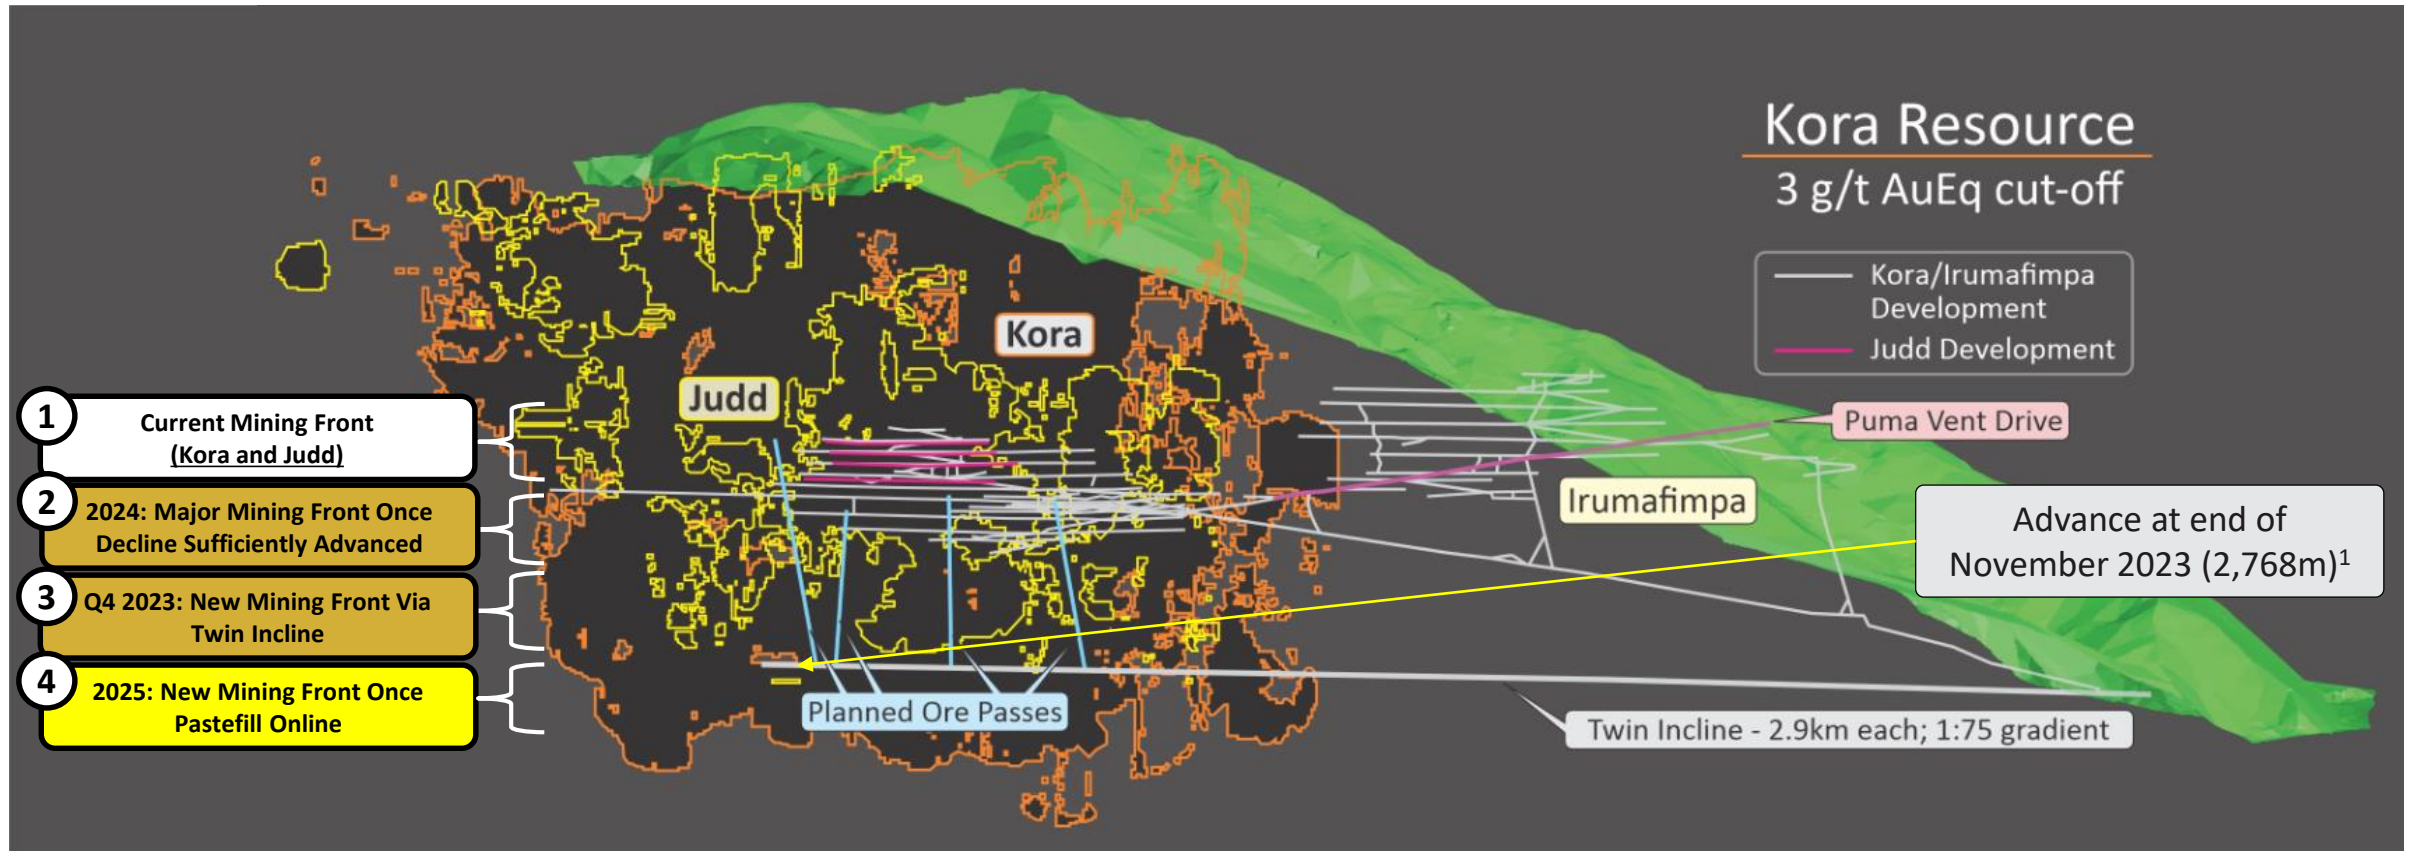 Kora Resource
3 g/t AuEq cut-off
Kora/Irumafimpa
Development
Judd Development
Kora
Judd
1
Current Mining Front
(Kora and Judd)
2
2024: Major Mining Front Once
Decline Sufficiently Advanced
3
Q4 2023: New Mining Front Via
Twin Incline
4
2025: New Mining Front Once
Pastefill Online
Puma Vent Drive
Irumafimpa
Advance at end of
November 2023 (2,768m)¹
Planned Ore Passes
Twin Incline - 2.9km each; 1:75 gradient